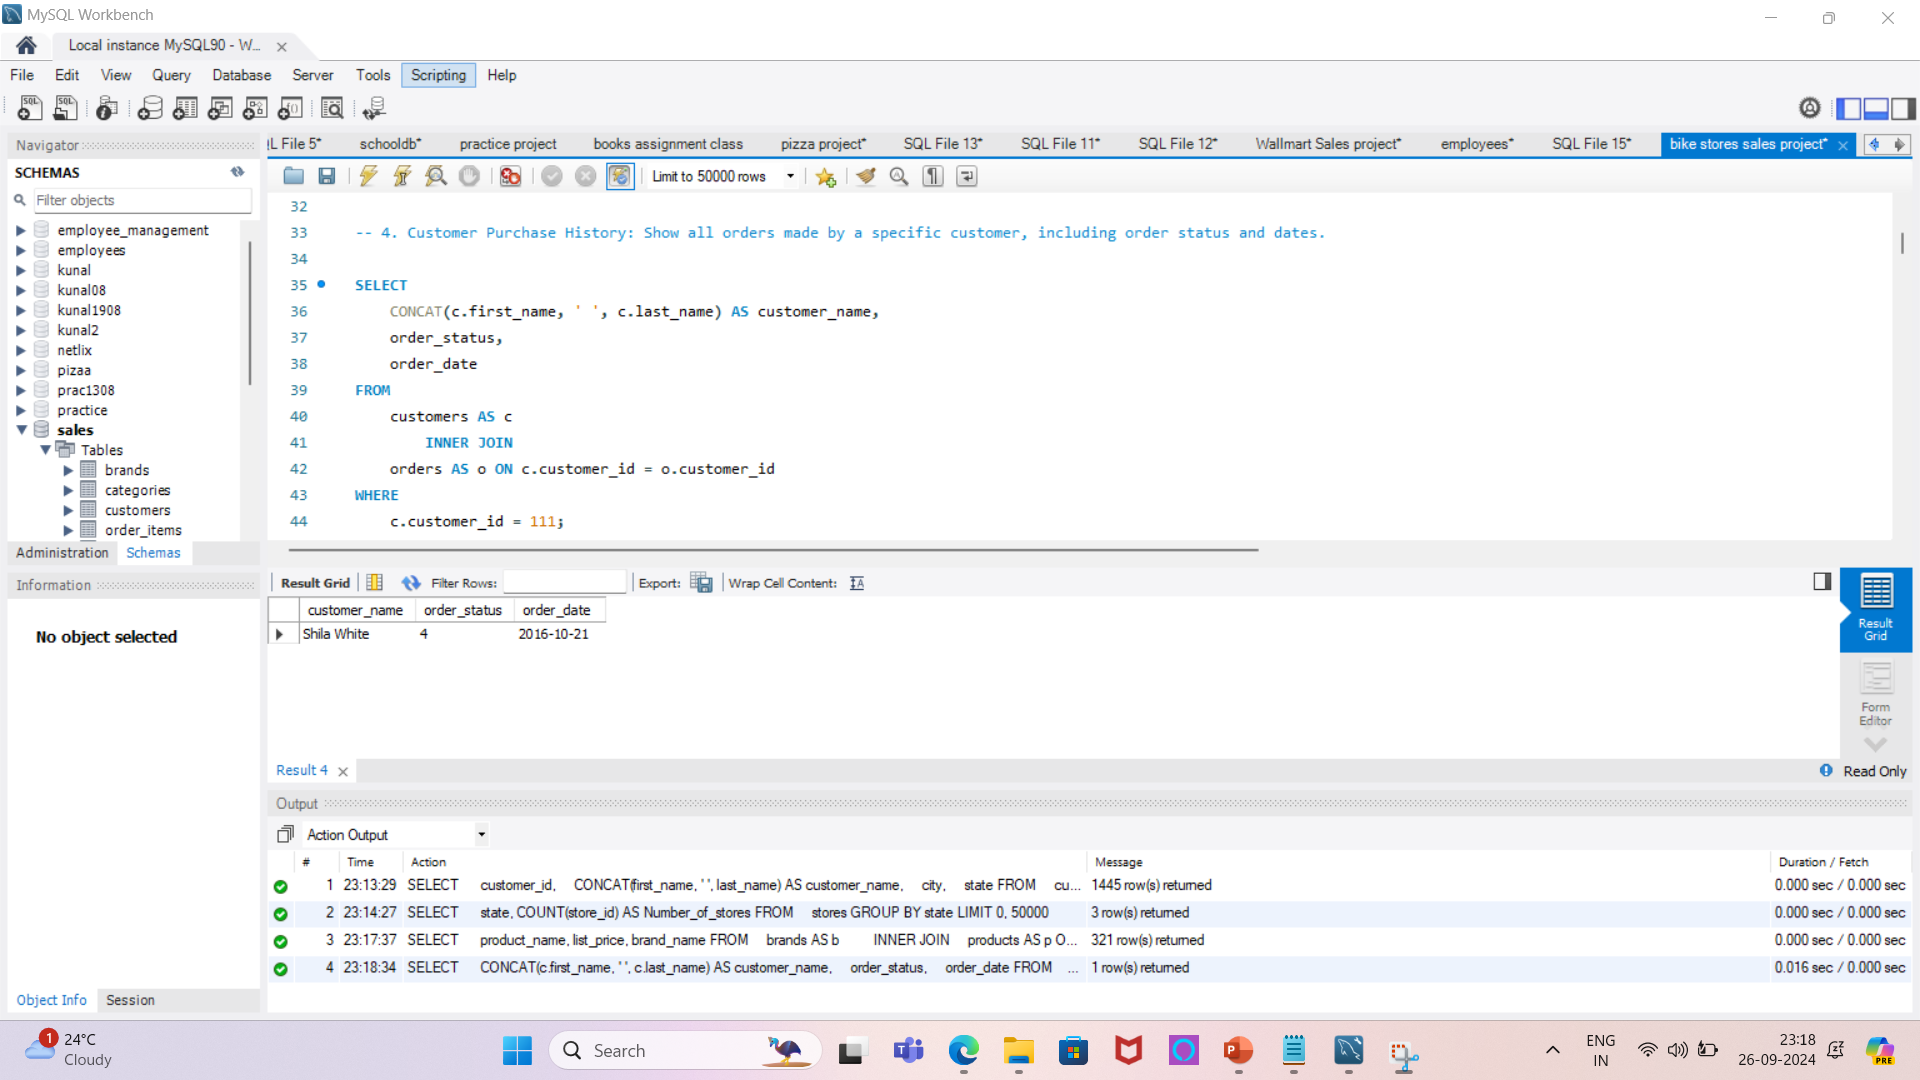 MySQL Workbench
Local instance MySQL90 - W...
File Edit View Query Database Server Tools Scripting Help
Navigator
L File 5* schooldb* practice project books assignment class pizza project* SQL File 13* SQL File 11* SQL File 12* Wallmart Sales project* employees* SQL File 15* bike stores sales project*
SCHEMAS
Limit to 50000 rows
Filter objects
employee_management
employees
kunal
kunal08
kunal1908
kunal2
netlix
pizaa
prac1308
practice
sales
Tables
brands
categories
customers
order_items
Administration Schemas
Information
No object selected
Object Info Session
32
33 -- 4. Customer Purchase History: Show all orders made by a specific customer, including order status and dates.
34
35 SELECT
36 CONCAT(c.first_name, ' ', c.last_name) AS customer_name,
37 order_status,
38 order_date
39 FROM
40 customers AS c
41 INNER JOIN
42 orders AS o ON c.customer_id = o.customer_id
43 WHERE
44 c.customer_id = 111;
Result Grid Filter Rows: Export: Wrap Cell Content:
customer_name order_status order_date
Shila White 4 2016-10-21
Result Grid
Form Editor
Result 4
Read Only
Output
Action Output
# Time Action Message Duration / Fetch
1 23:13:29 SELECT customer_id, CONCAT(first_name, ' ', last_name) AS customer_name, city, state FROM cu... 1445 row(s) returned 0.000 sec / 0.000 sec
2 23:14:27 SELECT state, COUNT(store_id) AS Number_of_stores FROM stores GROUP BY state LIMIT 0, 50000 3 row(s) returned 0.000 sec / 0.000 sec
3 23:17:37 SELECT product_name, list_price, brand_name FROM brands AS b INNER JOIN products AS p O... 321 row(s) returned 0.000 sec / 0.000 sec
4 23:18:34 SELECT CONCAT(c.first_name, ' ', c.last_name) AS customer_name, order_status, order_date FROM ... 1 row(s) returned 0.016 sec / 0.000 sec
1
24°C
Cloudy
Search
ENG
IN
23:18
26-09-2024
PRE